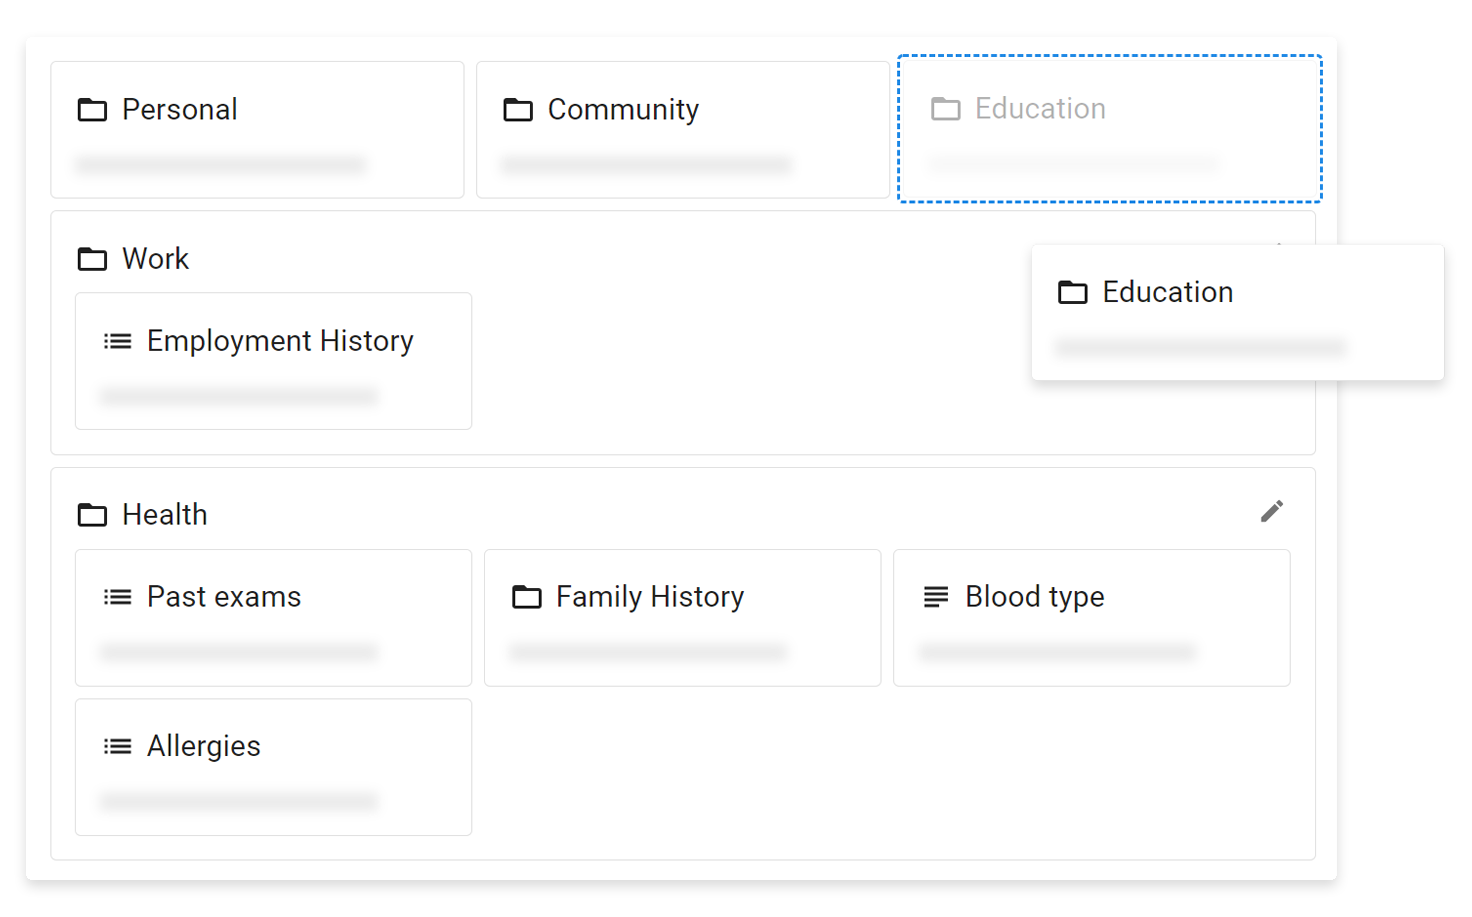 Personal
Community
Education
Work
Education
Employment History
Health
Past exams
Family History
Blood type
Allergies